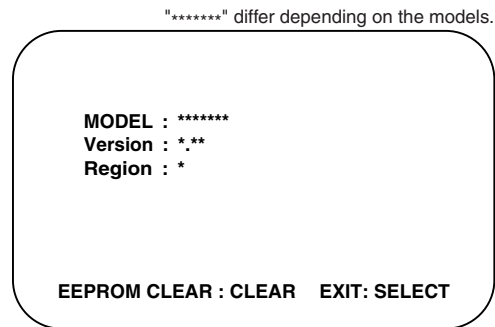 "*******" differ depending on the models.
MODEL : *******
Version : *.**
Region : *
EEPROM CLEAR : CLEAR EXIT: SELECT